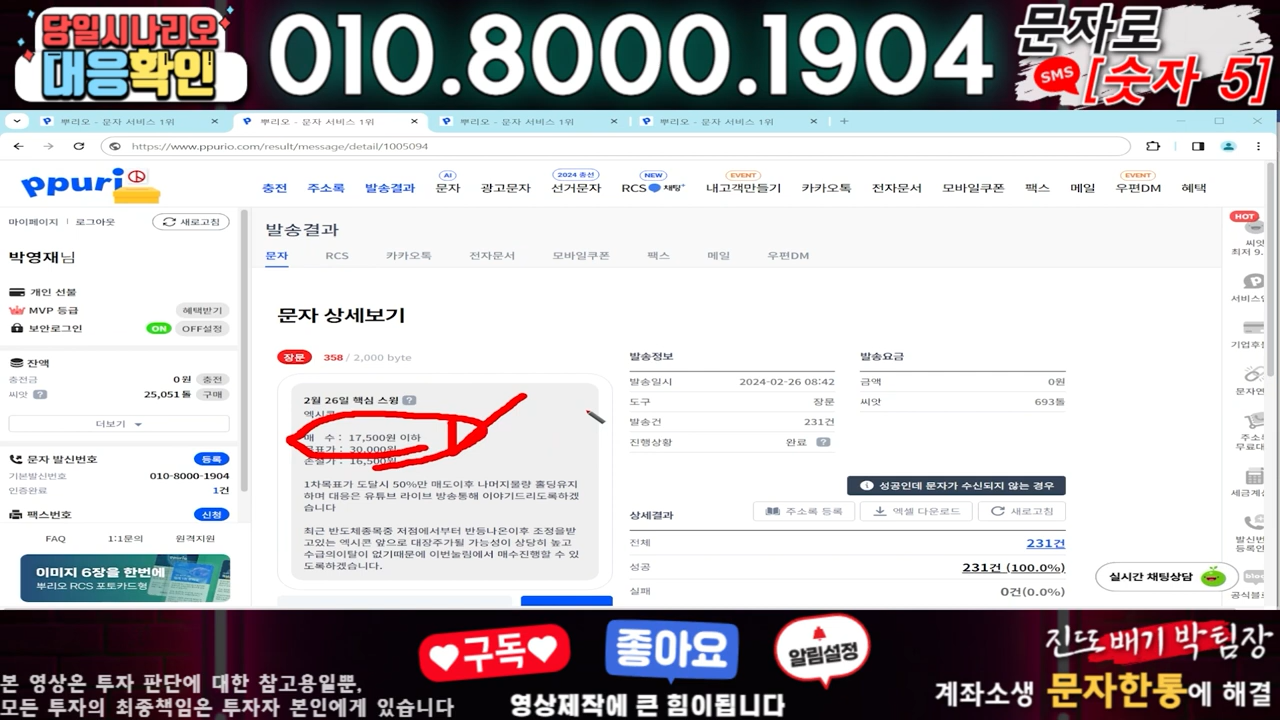 당일시나리오
대응확인
010.8000.1904
문자로
SMS [숫자 5]
뿌리오 - 문자 서비스 1위
뿌리오 - 문자 서비스 1위
뿌리오 - 문자 서비스 1위
뿌리오 - 문자 서비스 1위
https://www.ppurio.com/result/message/detail/1005094
ppuri
AI
2024 총선
NEW
EVENT
EVENT
충전 주소록 발송결과 문자 광고문자 선거문자 RCS 채팅+ 내고객만들기 카카오톡 전자문서 모바일쿠폰 팩스 메일 우편DM 혜택
마이페이지 로그아웃 새로고침
박영재님
개인 선불
MVP 등급 혜택받기
보안로그인 ON OFF설정
잔액
충전금 0원 충전
씨앗 ? 25,051톨 구매
더보기
문자 발신번호 등록
기본발신번호 010-8000-1904
인증완료 1건
팩스번호 신청
FAQ 1:1문의 원격지원
이미지 6장을 한번에
뿌리오 RCS 포토카드형
발송결과
문자 RCS 카카오톡 전자문서 모바일쿠폰 팩스 메일 우편DM
문자 상세보기
장문 358 / 2,000 byte
2월 26일 핵심 스윙 ?
엑시콘
매 수 : 17,500원 이하
목표가 : 30,000원
손절가 : 16,500원
1차목표가 도달시 50%만 매도이후 나머지물량 홀딩유지
하며 대응은 유튜브 라이브 방송통해 이야기드리도록하겠
습니다
최근 반도체종목중 저점에서부터 반등나온이후 조정을받
고있는 엑시콘 앞으로 대장주가될 가능성이 상당히 높고
수급의이탈이 없기때문에 이번눌림에서 매수진행할 수 있
도록하겠습니다.
발송정보
발송일시 2024-02-26 08:42
도구 장문
발송건 231건
진행상황 완료 ?
발송요금
금액 0원
씨앗 693톨
성공인데 문자가 수신되지 않는 경우
상세결과 주소록 등록 엑셀 다운로드 새로고침
전체 231건
성공 231건 (100.0%)
실패 0건(0.0%)
HOT
최저 9.
실시간 채팅상담
구독
좋아요
알림설정
영상제작에 큰 힘이됩니다
본 영상은 투자 판단에 대한 참고용일뿐,
모든 투자의 최종책임은 투자자 본인에게 있습니다
진또배기 박팀장
계좌소생 문자한통에 해결